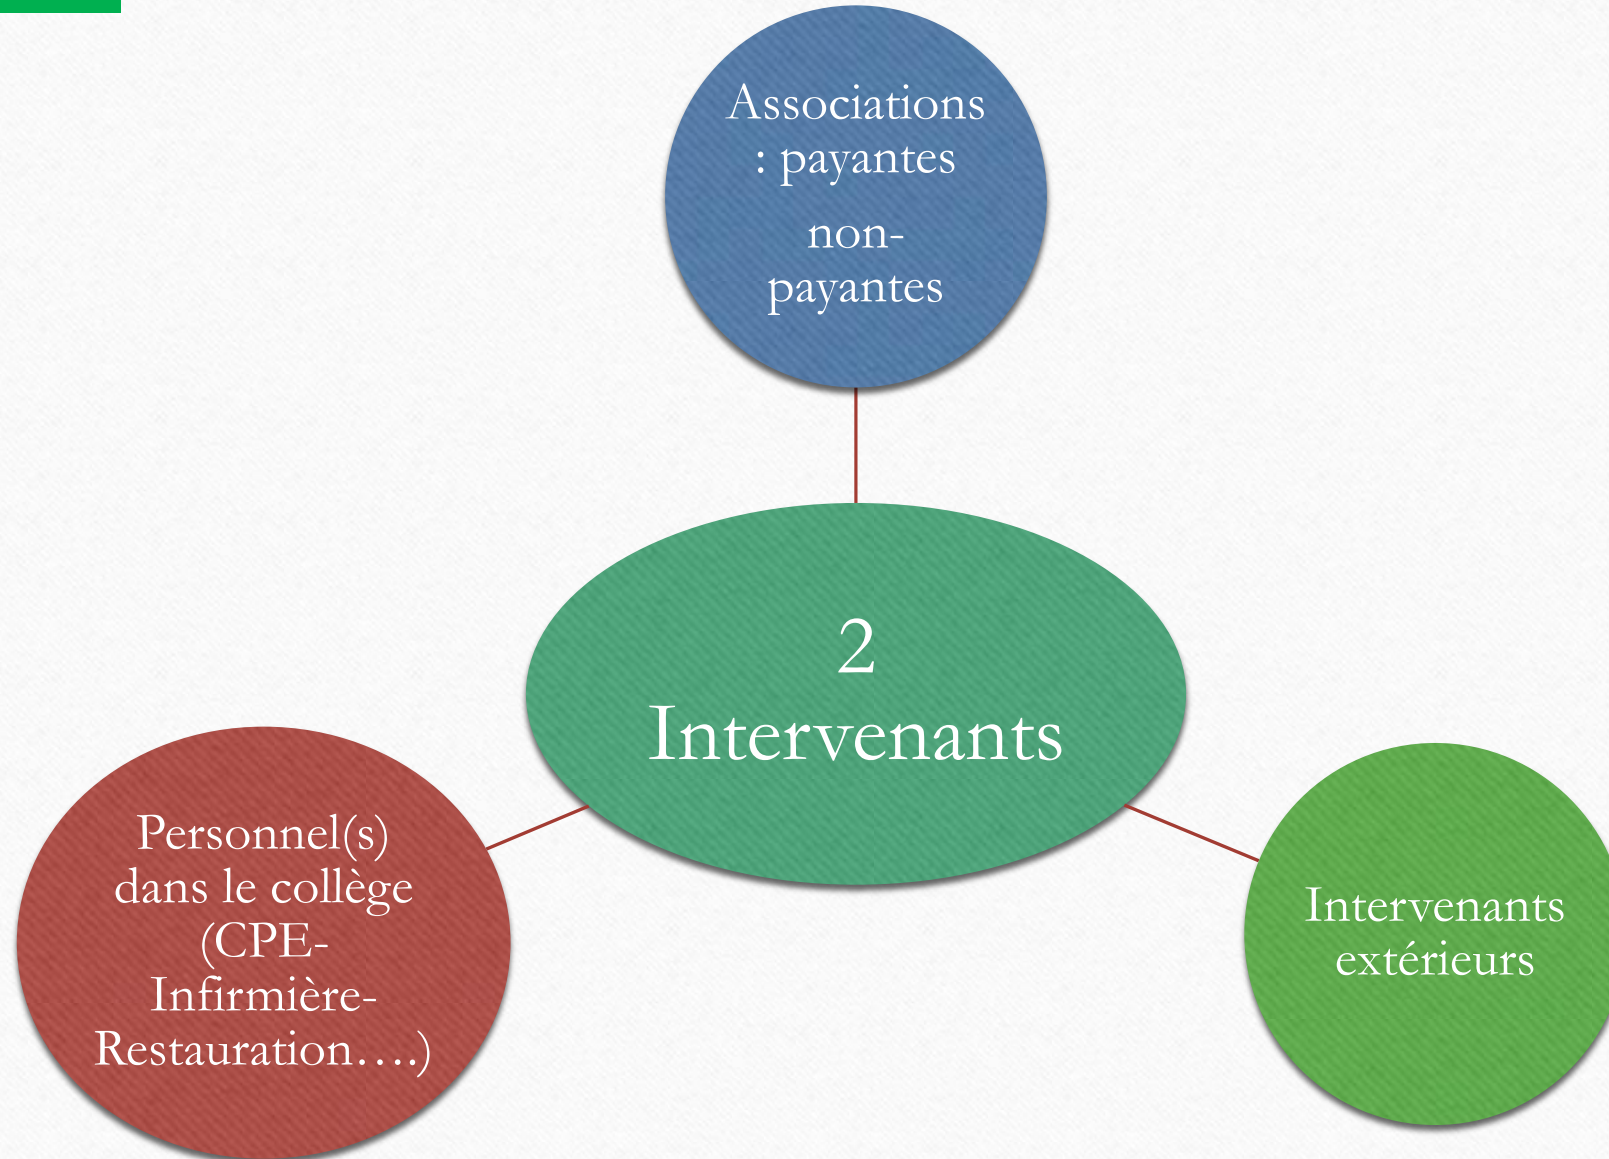 Associations
: payantes
non-
payantes
2
Intervenants
Personnel(s)
dans le collège
(CPE-
Infirmière-
Restauration….)
Intervenants
extérieurs